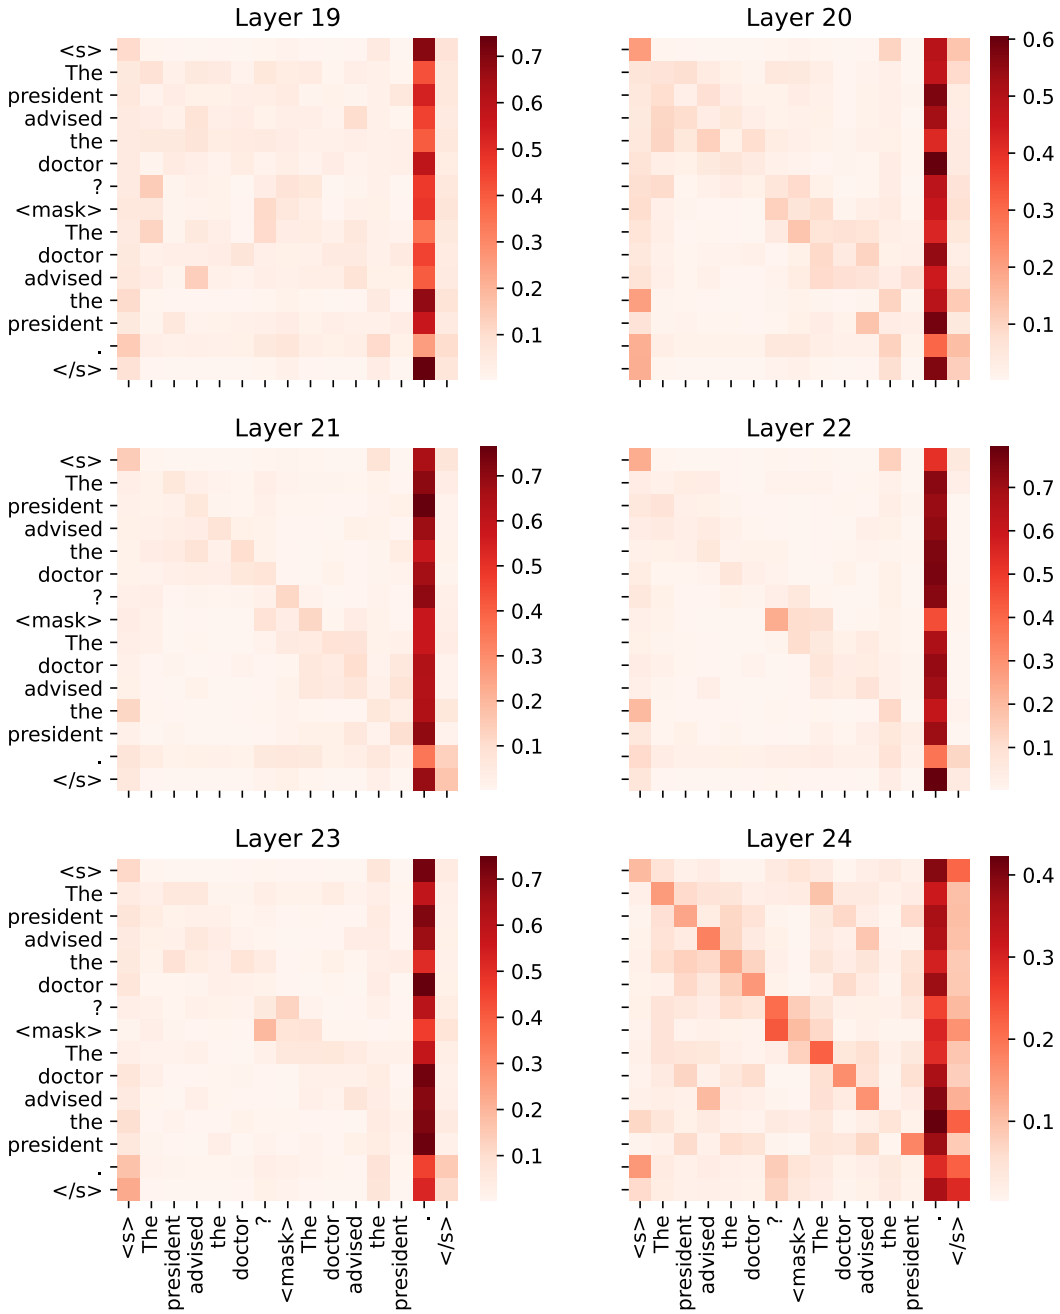 Layer 19
<s>
The
president
advised
the
doctor
?
<mask>
The
doctor
advised
the
president
.
</s>
0.7
0.6
0.5
0.4
0.3
0.2
0.1
Layer 20
0.6
0.5
0.4
0.3
0.2
0.1
Layer 21
<s>
The
president
advised
the
doctor
?
<mask>
The
doctor
advised
the
president
.
</s>
0.7
0.6
0.5
0.4
0.3
0.2
0.1
Layer 22
0.7
0.6
0.5
0.4
0.3
0.2
0.1
Layer 23
<s>
The
president
advised
the
doctor
?
<mask>
The
doctor
advised
the
president
.
</s>
0.7
0.6
0.5
0.4
0.3
0.2
0.1
<s>
The
president
advised
the
doctor
?
<mask>
The
doctor
advised
the
president
.
</s>
Layer 24
0.4
0.3
0.2
0.1
<s>
The
president
advised
the
doctor
?
<mask>
The
doctor
advised
the
president
.
</s>